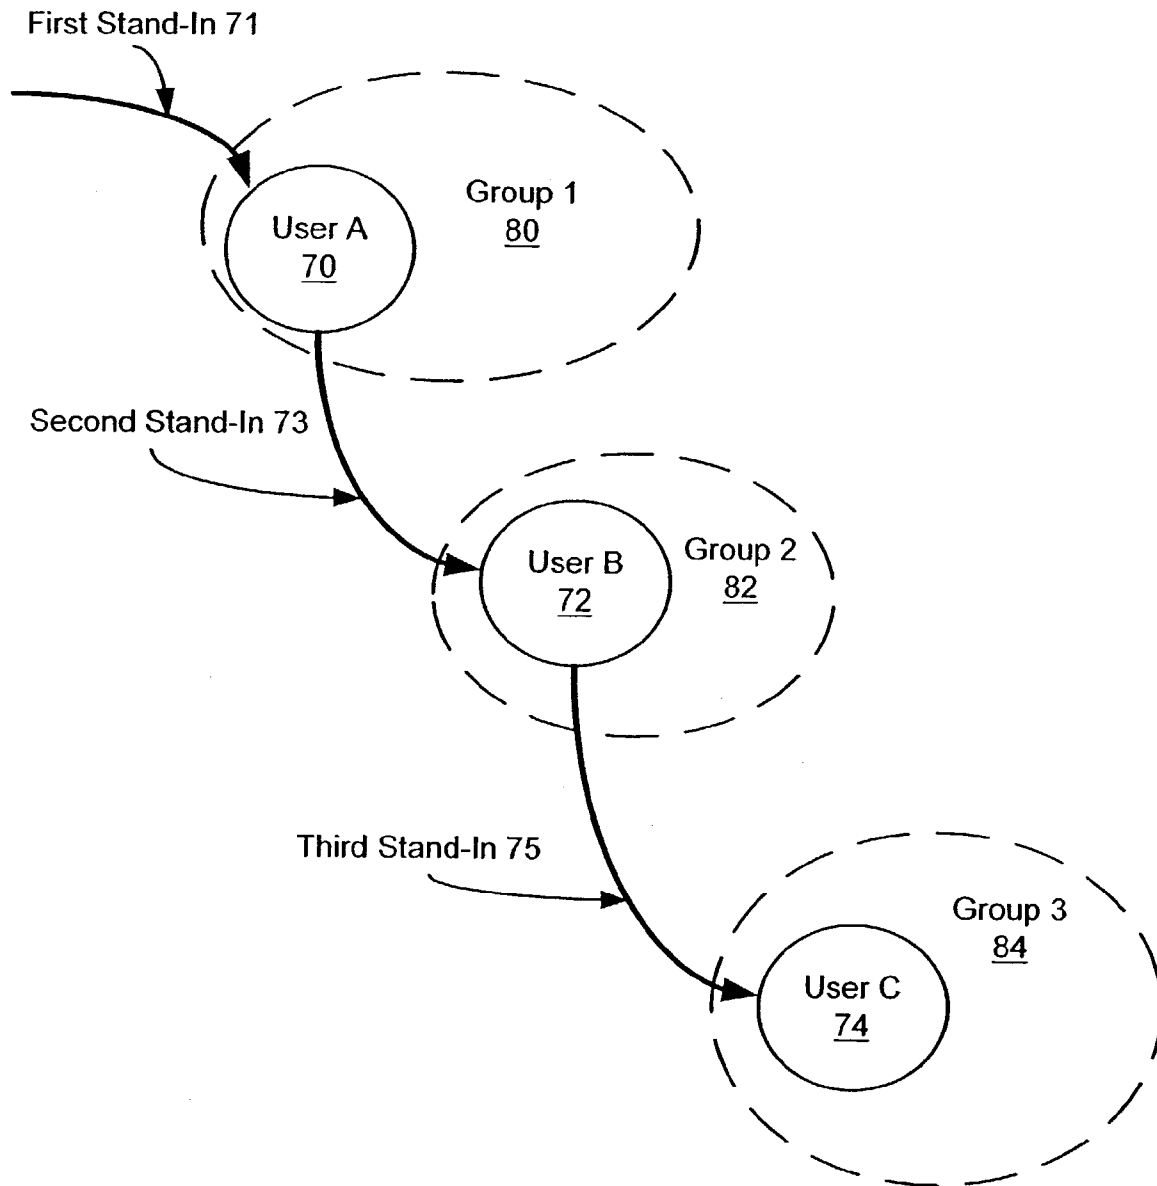 First Stand-In 71
Group 1
80
User A
70
Second Stand-In 73
Group 2
82
User B
72
Third Stand-In 75
Group 3
84
User C
74